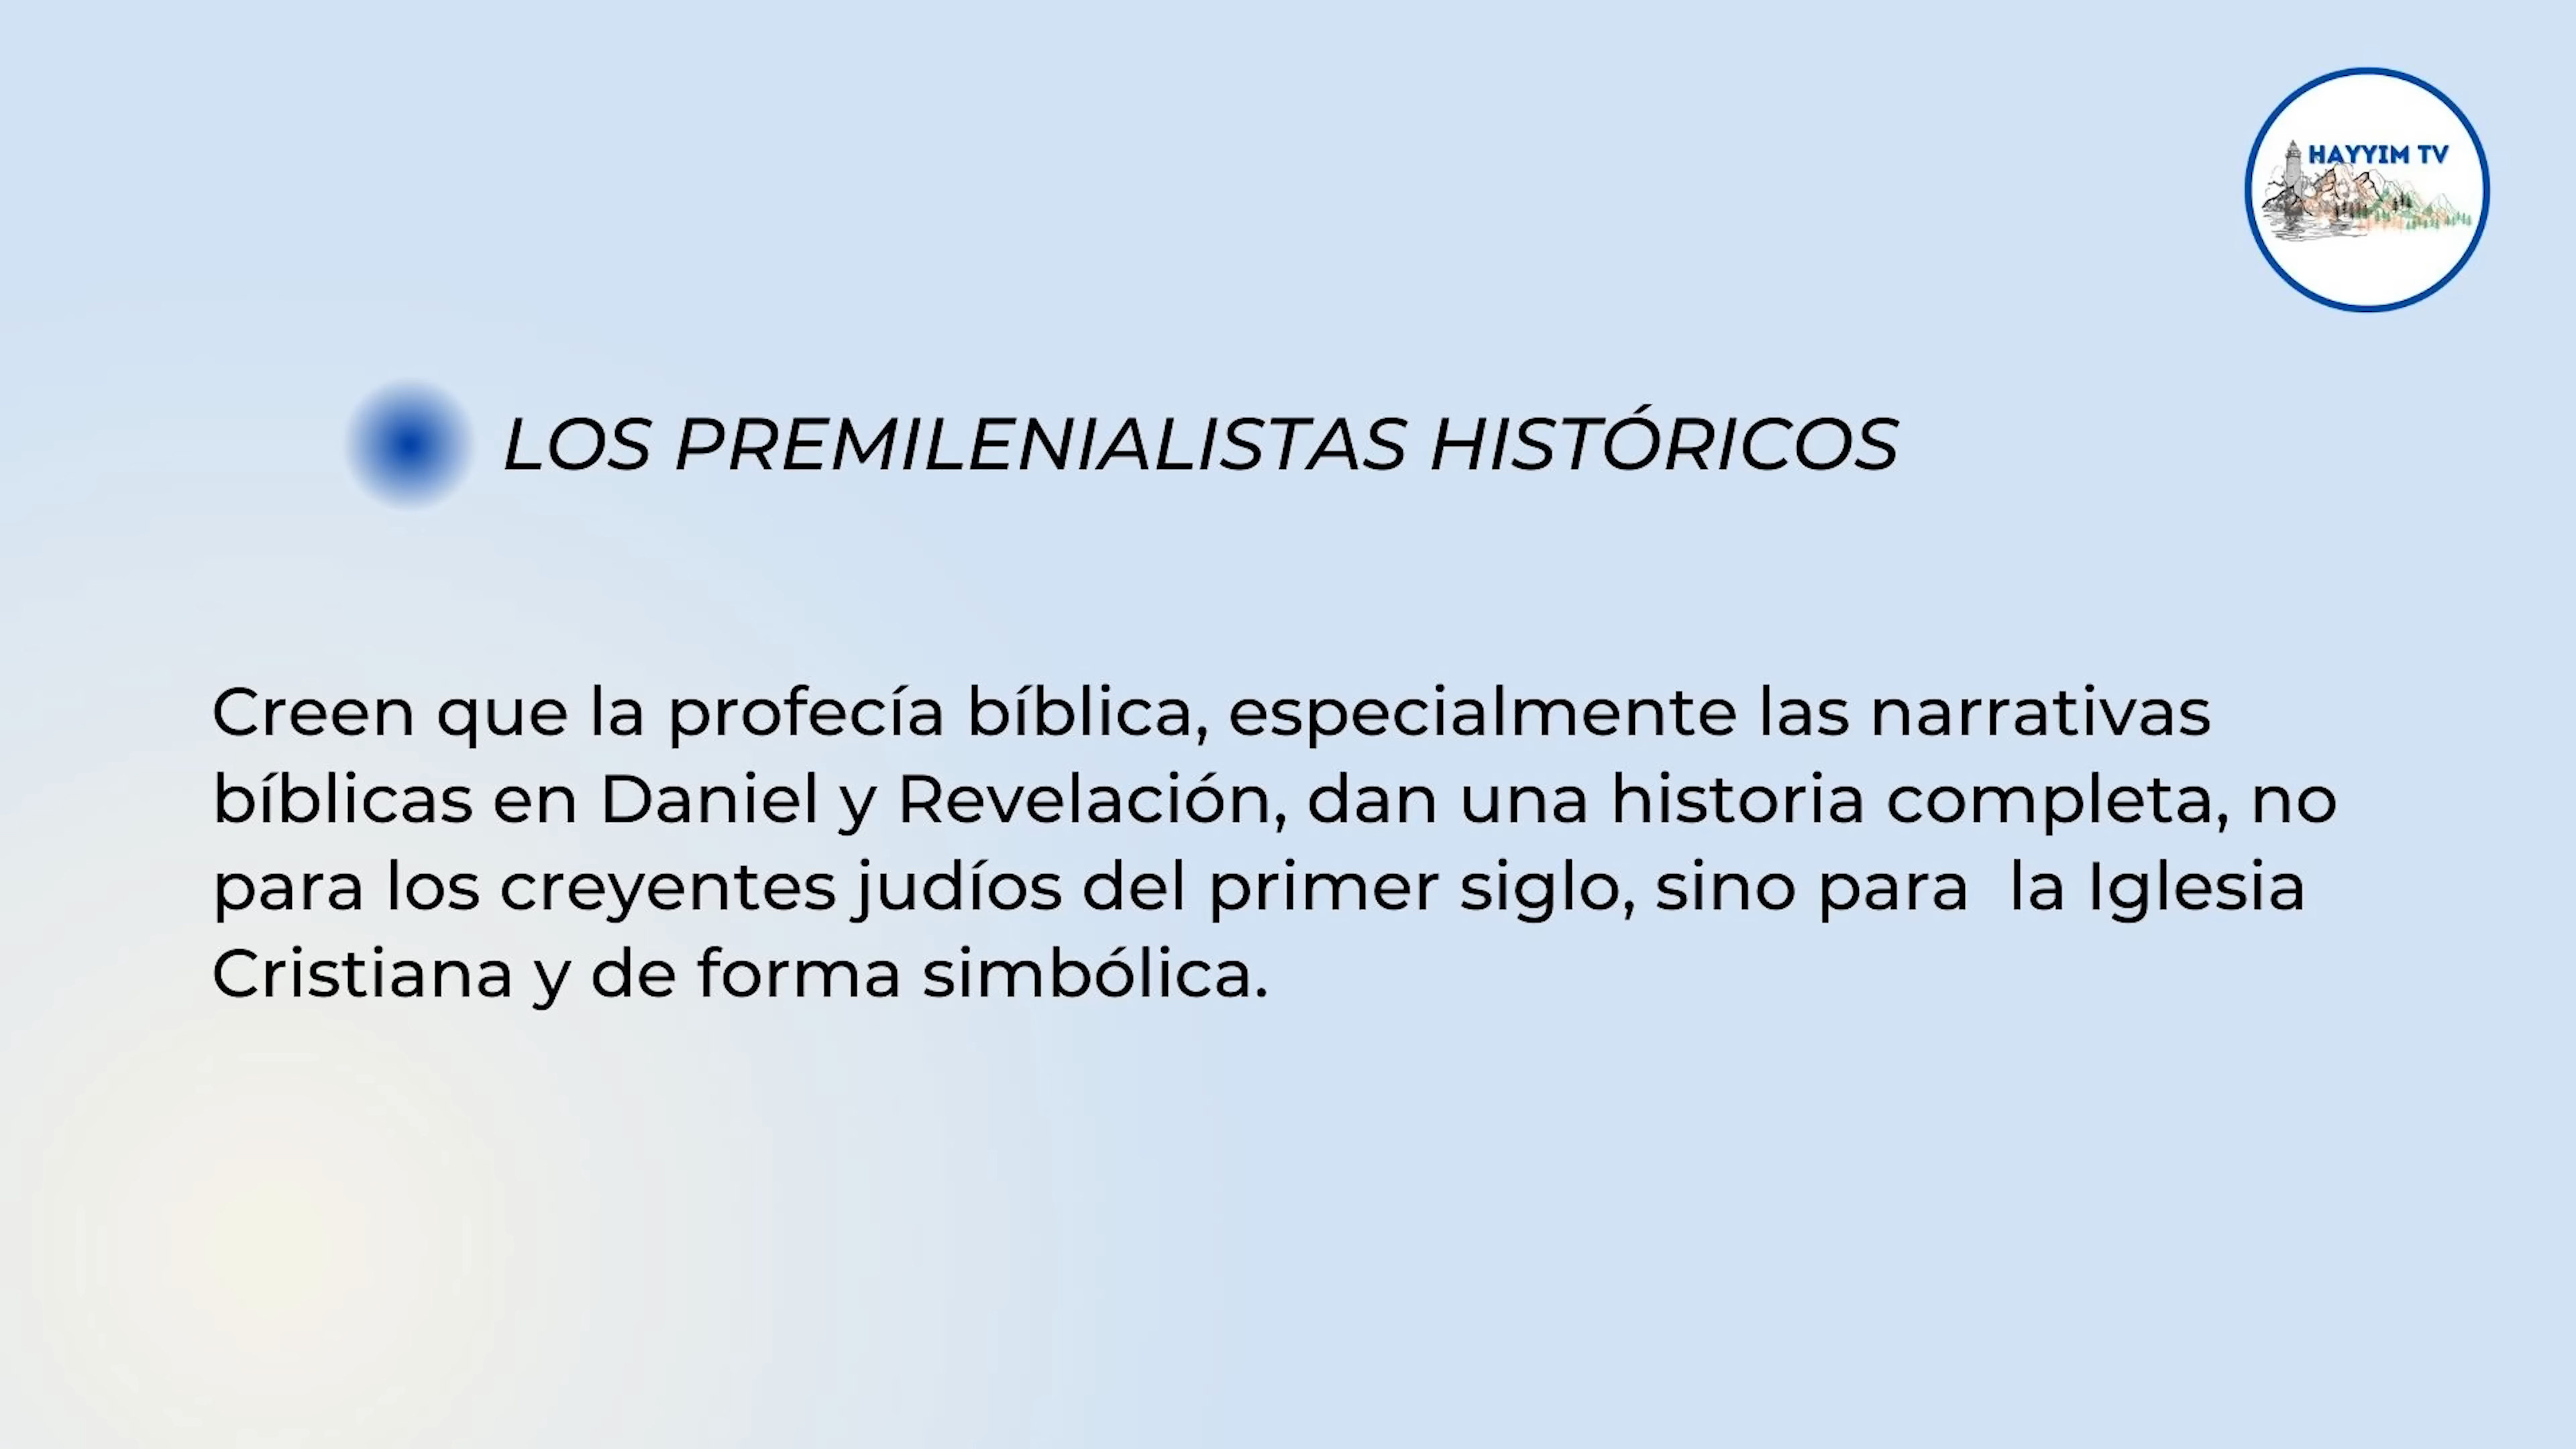 HAYYIM TV
LOS PREMILENIALISTAS HISTÓRICOS
Creen que la profecía bíblica, especialmente las narrativas
bíblicas en Daniel y Revelación, dan una historia completa, no
para los creyentes judíos del primer siglo, sino para  la Iglesia
Cristiana y de forma simbólica.